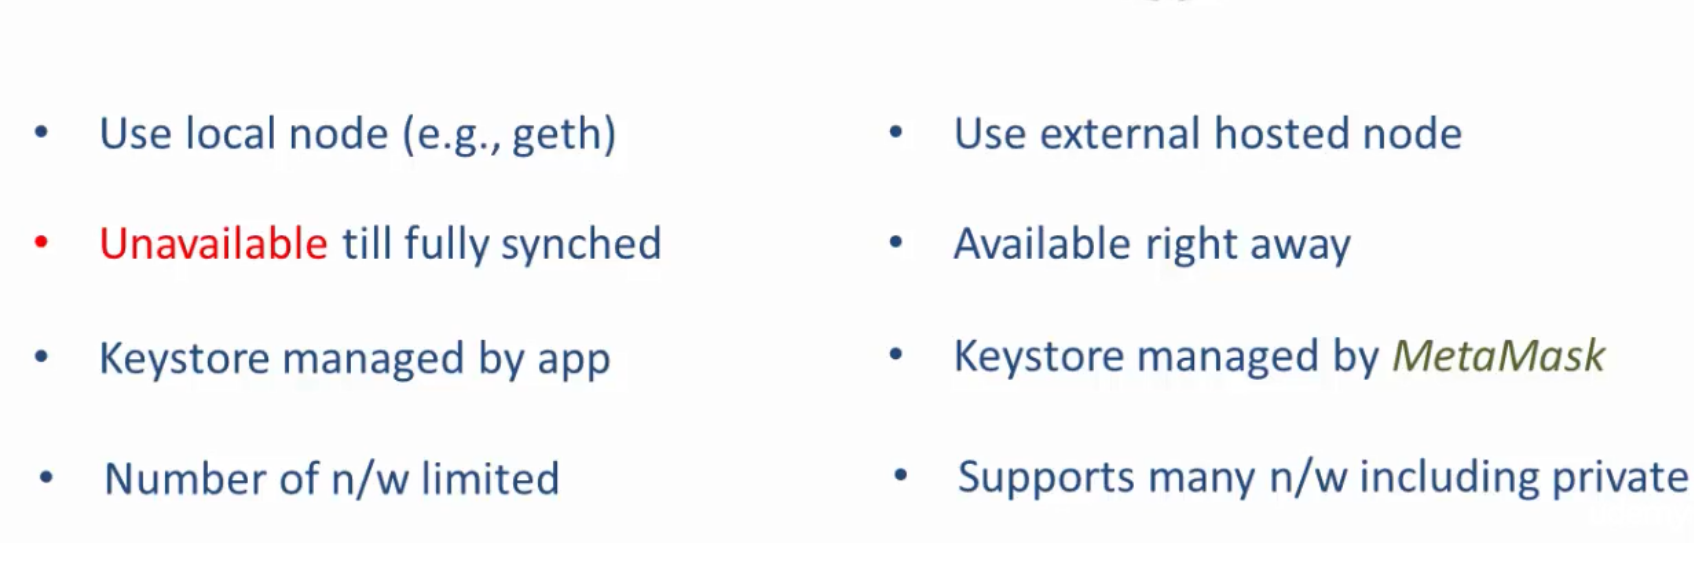 Use local node (e.g., geth)
Unavailable till fully synched
Keystore managed by app
Number of n/w limited
Use external hosted node
Available right away
Keystore managed by MetaMask
Supports many n/w including private